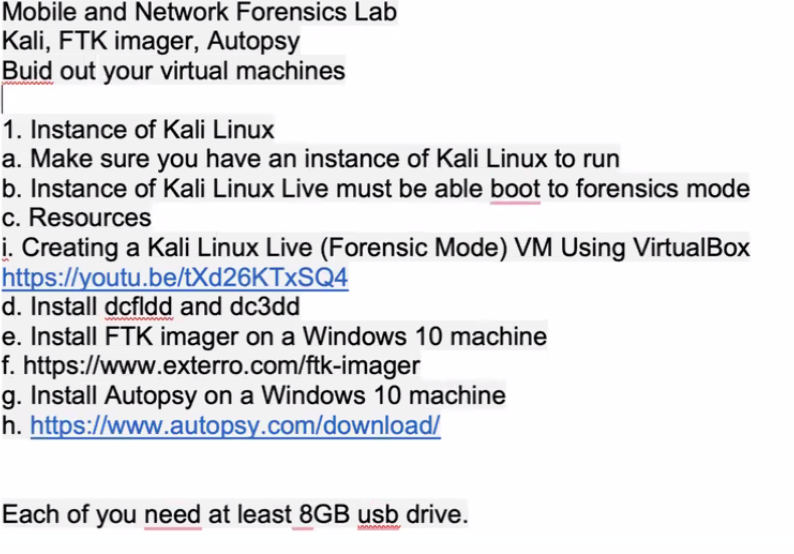 Mobile and Network Forensics Lab
Kali, FTK imager, Autopsy
Buid out your virtual machines
1. Instance of Kali Linux
a. Make sure you have an instance of Kali Linux to run
b. Instance of Kali Linux Live must be able boot to forensics mode
c. Resources
i. Creating a Kali Linux Live (Forensic Mode) VM Using VirtualBox
https://youtu.be/tXd26KTxSQ4
d. Install dcfldd and dc3dd
e. Install FTK imager on a Windows 10 machine
f. https://www.exterro.com/ftk-imager
g. Install Autopsy on a Windows 10 machine
h. https://www.autopsy.com/download/
Each of you need at least 8GB usb drive.